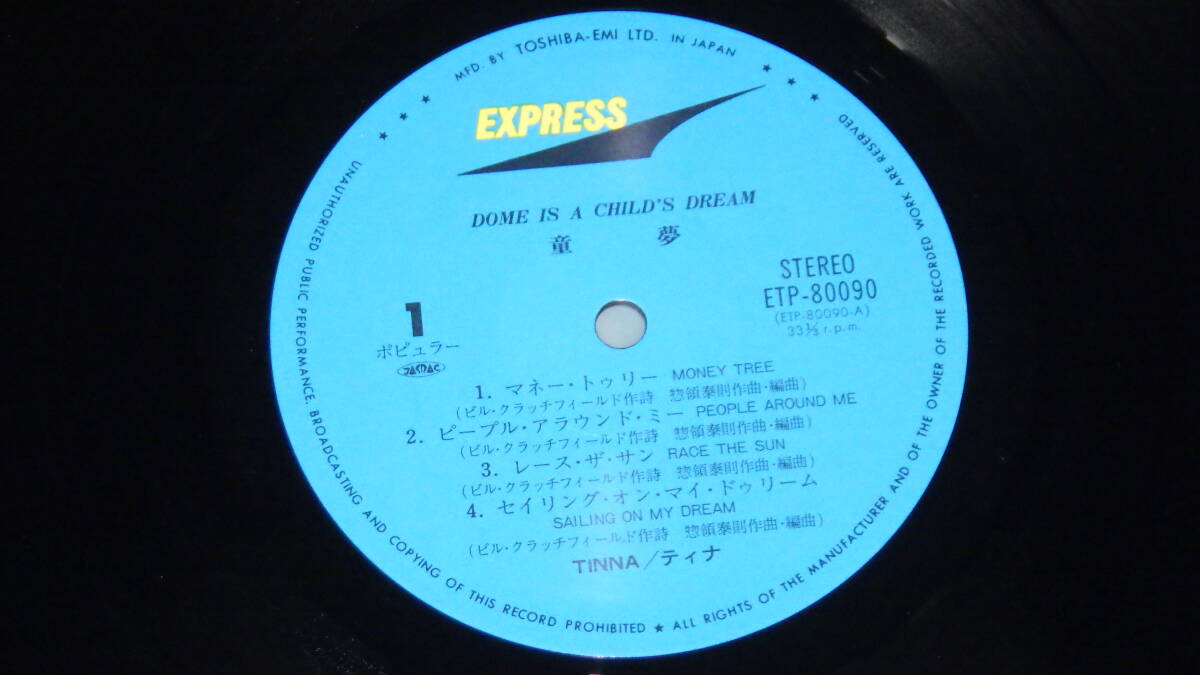 MFD. BY TOSHIBA-EMI LTD. IN JAPAN
EXPRESS
DOME IS A CHILD'S DREAM
童 夢
STEREO
ETP-80090
(ETP-80090-A)
33⅓ r.p.m.
1
ポピュラー
JASRAC
1. マネー・トゥリー MONEY TREE
(ビル・クラッチフィールド作詩 惣領泰則作曲・編曲)
2. ピープル・アラウンド・ミー PEOPLE AROUND ME
(ビル・クラッチフィールド作詩 惣領泰則作曲・編曲)
3. レース・ザ・サン RACE THE SUN
(ビル・クラッチフィールド作詩 惣領泰則作曲・編曲)
4. セイリング・オン・マイ・ドゥリーム
SAILING ON MY DREAM
(ビル・クラッチフィールド作詩 惣領泰則作曲・編曲)
TINNA/ティナ
★ ★ ★ UNAUTHORIZED PUBLIC PERFORMANCE, BROADCASTING AND COPYING OF THIS RECORD PROHIBITED ★ ALL RIGHTS OF THE MANUFACTURER AND OF THE OWNER OF THE RECORDED WORK ARE RESERVED ★ ★ ★